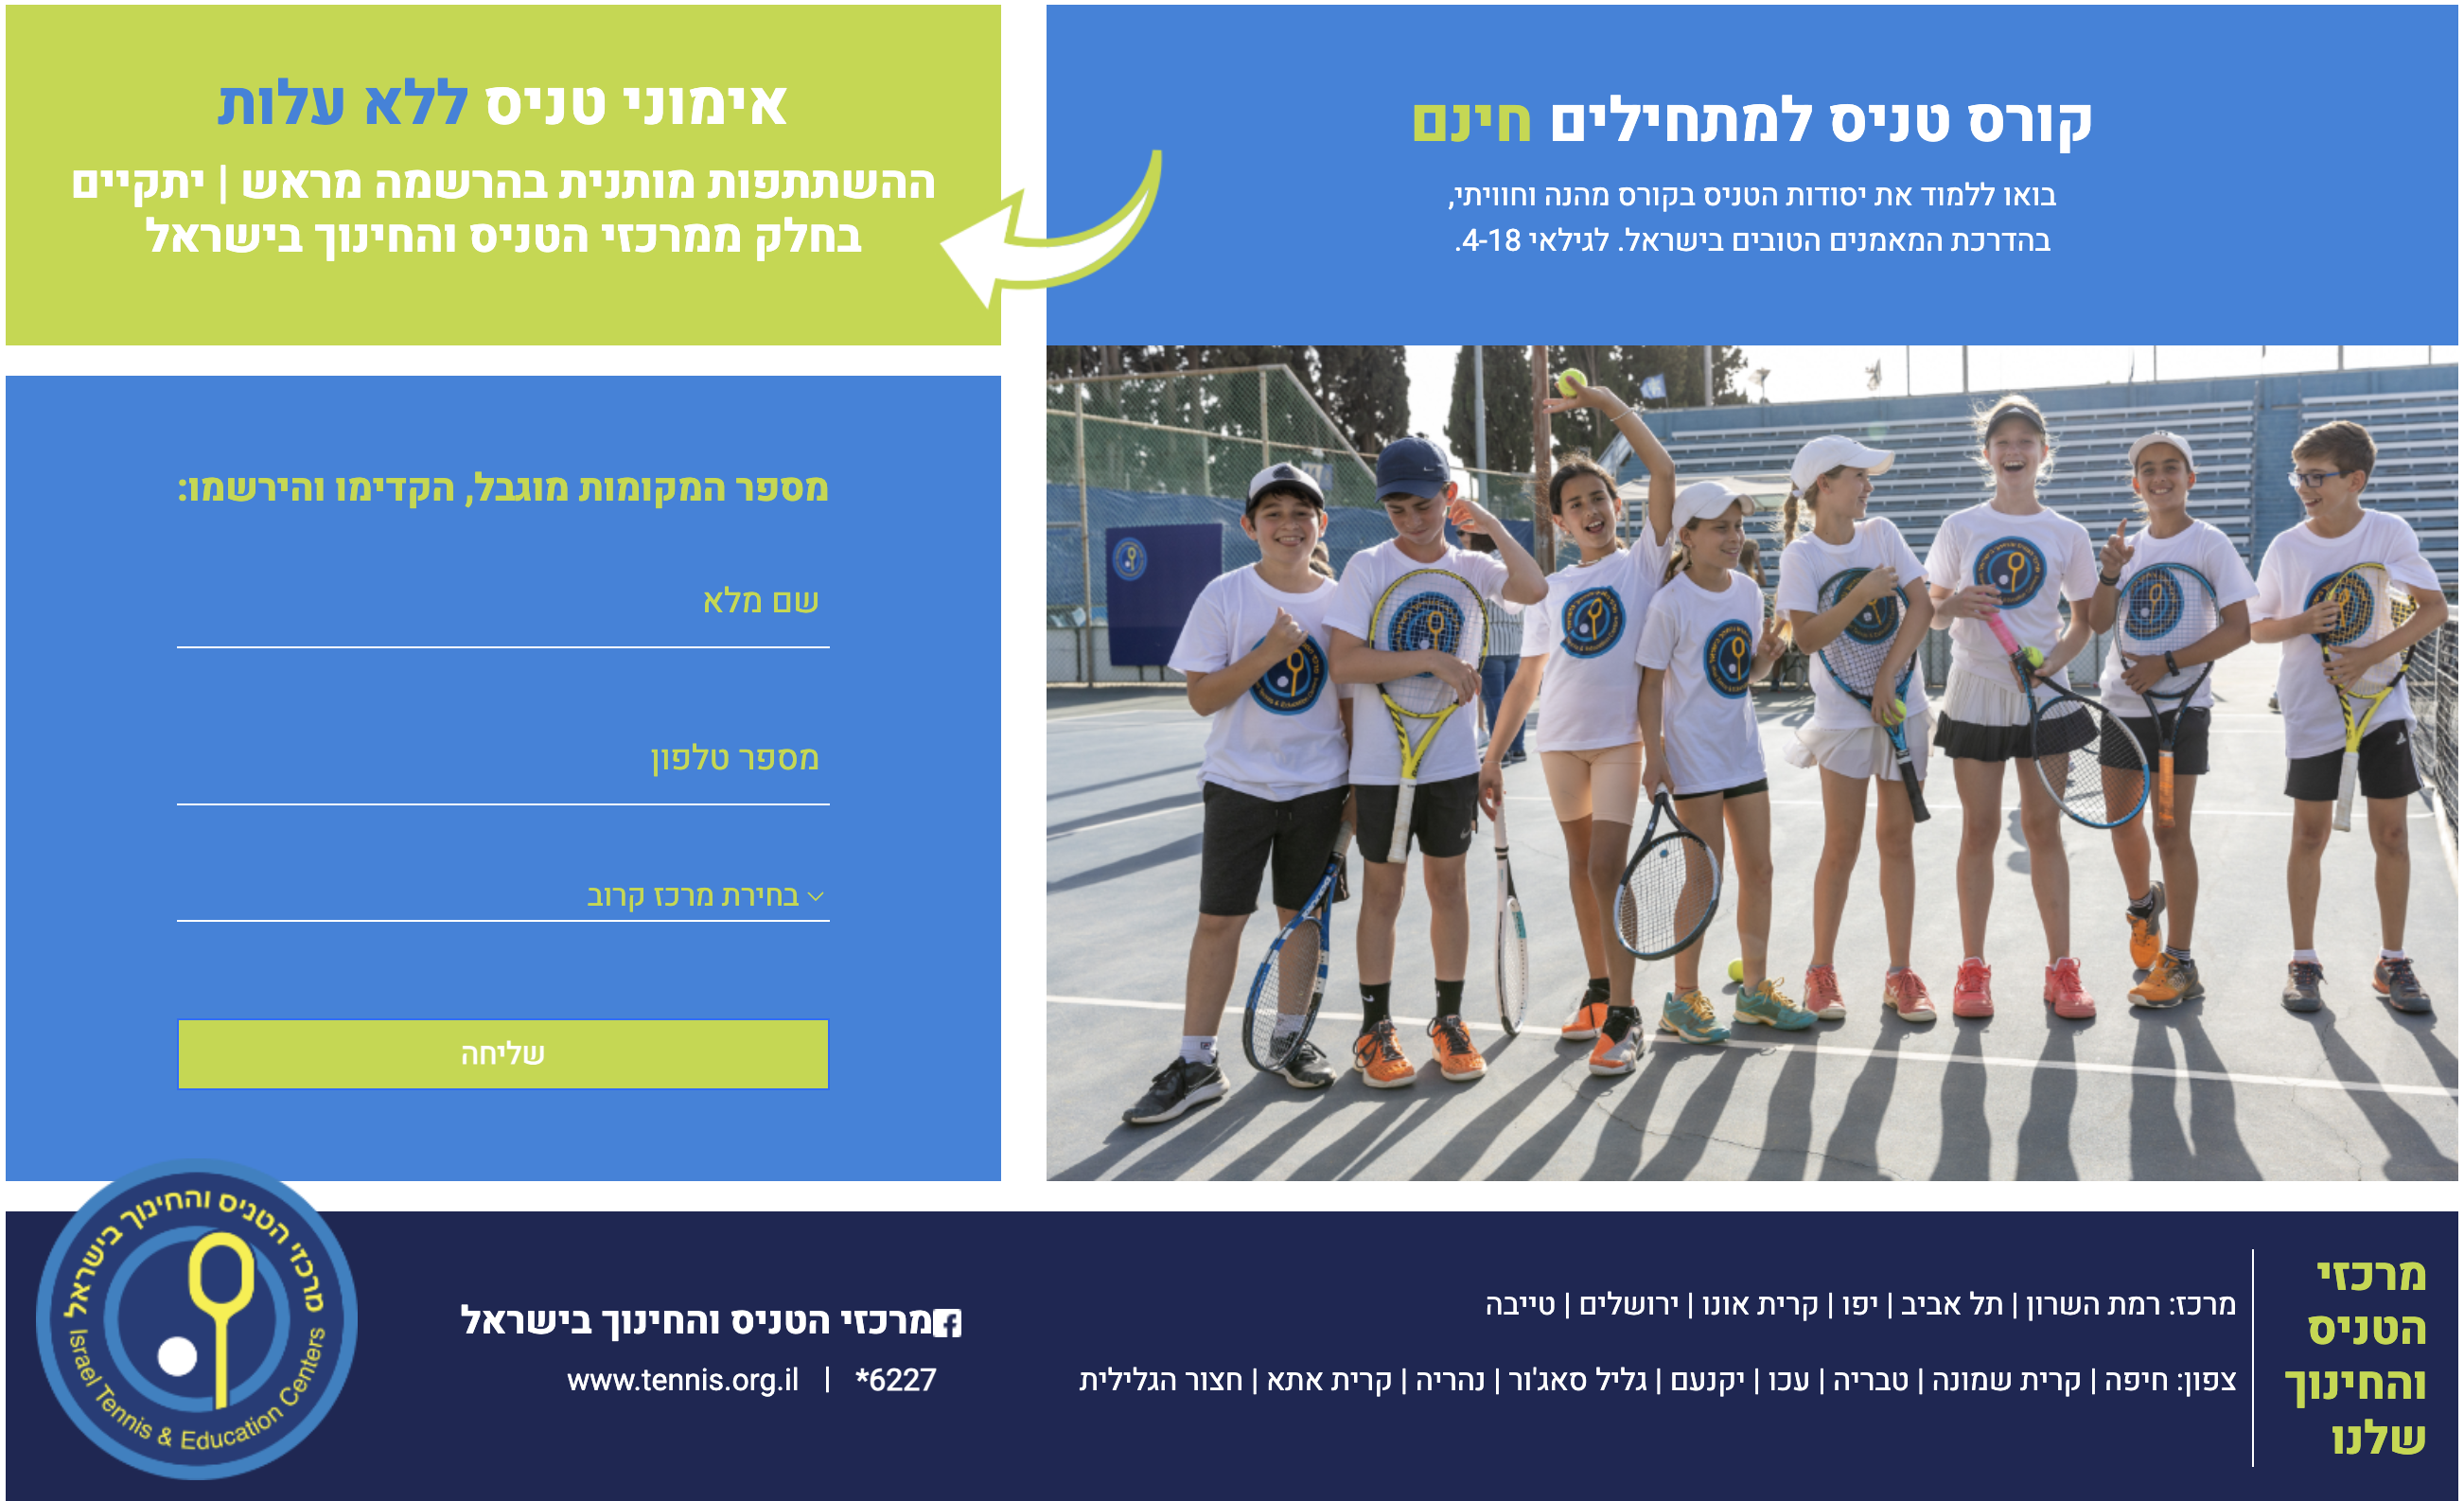 קורס טניס למתחילים חינם
בואו ללמוד את יסודות הטניס בקורס מהנה וחוויתי,
בהדרכת המאמנים הטובים בישראל. לגילאי 4-18.
אימוני טניס ללא עלות
ההשתתפות מותנית בהרשמה מראש | יתקיים
בחלק ממרכזי הטניס והחינוך בישראל
מספר המקומות מוגבל, הקדימו והירשמו:
שם מלא
מספר טלפון
בחירת מרכז קרוב
שליחה
מרכזי
הטניס
והחינוך
שלנו
מרכז: רמת השרון | תל אביב | יפו | קרית אונו | ירושלים | טייבה
צפון: חיפה | קרית שמונה | טבריה | עכו | יקנעם | גליל סאג'ור | נהריה | קרית אתא | חצור הגלילית
מרכזי הטניס והחינוך בישראל
*6227 | www.tennis.org.il
מרכזי הטניס והחינוך בישראל
Israel Tennis & Education Centers